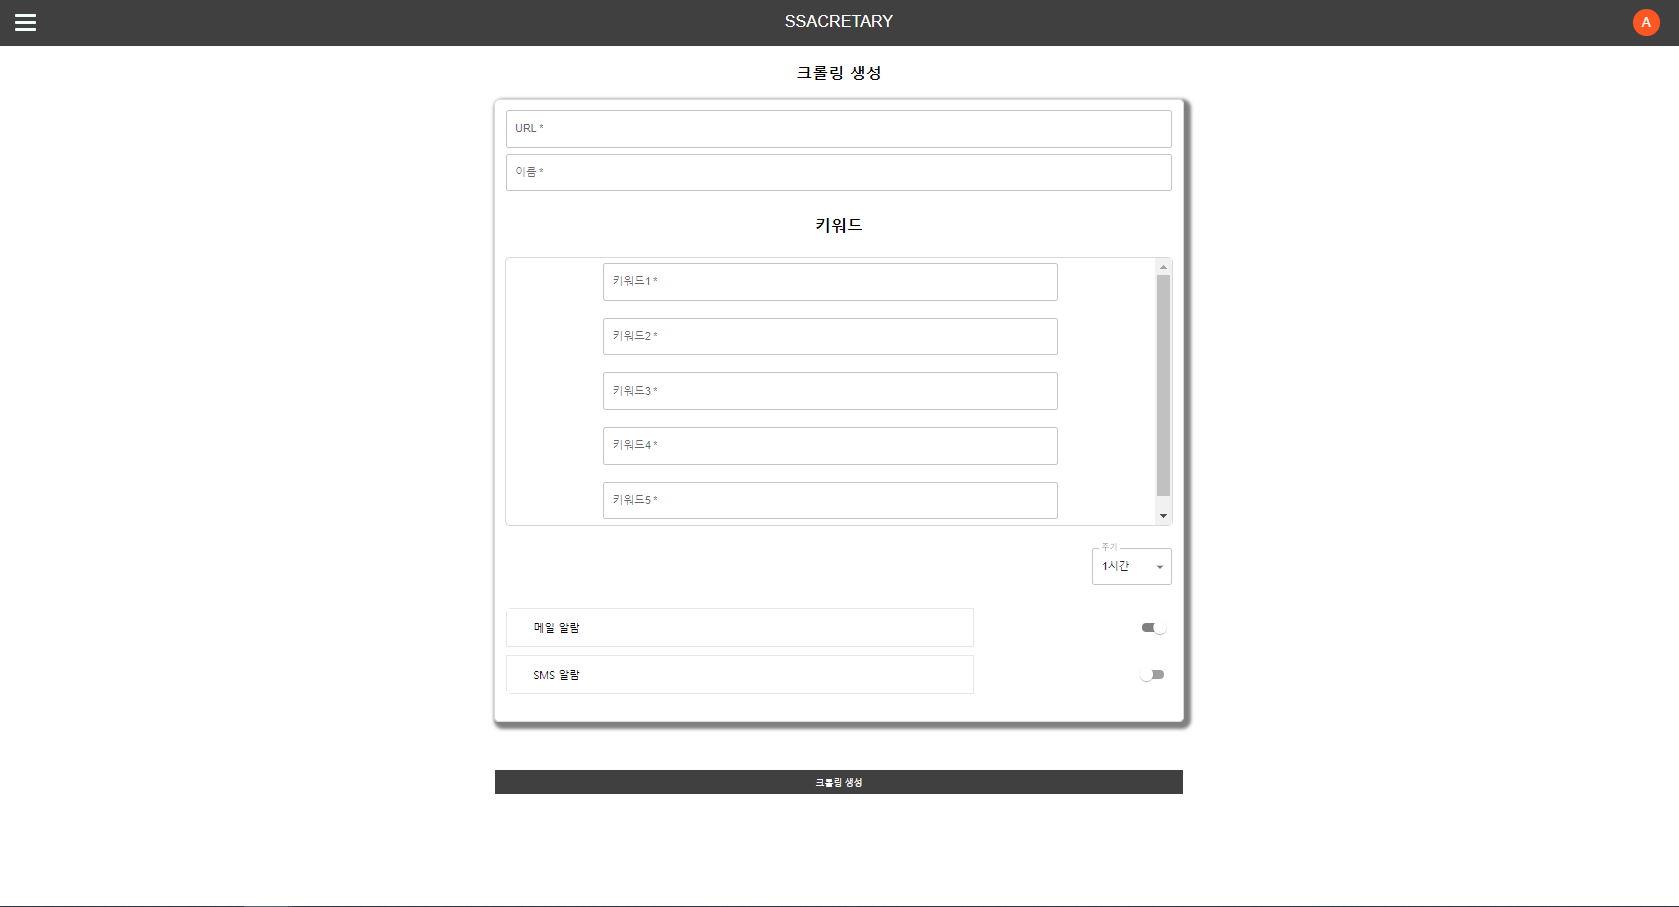 SSACRETARY
A
크롤링 생성
URL *
이름 *
키워드
키워드1 *
키워드2 *
키워드3 *
키워드4 *
키워드5 *
주기
1시간
메일 알람
SMS 알람
크롤링 생성